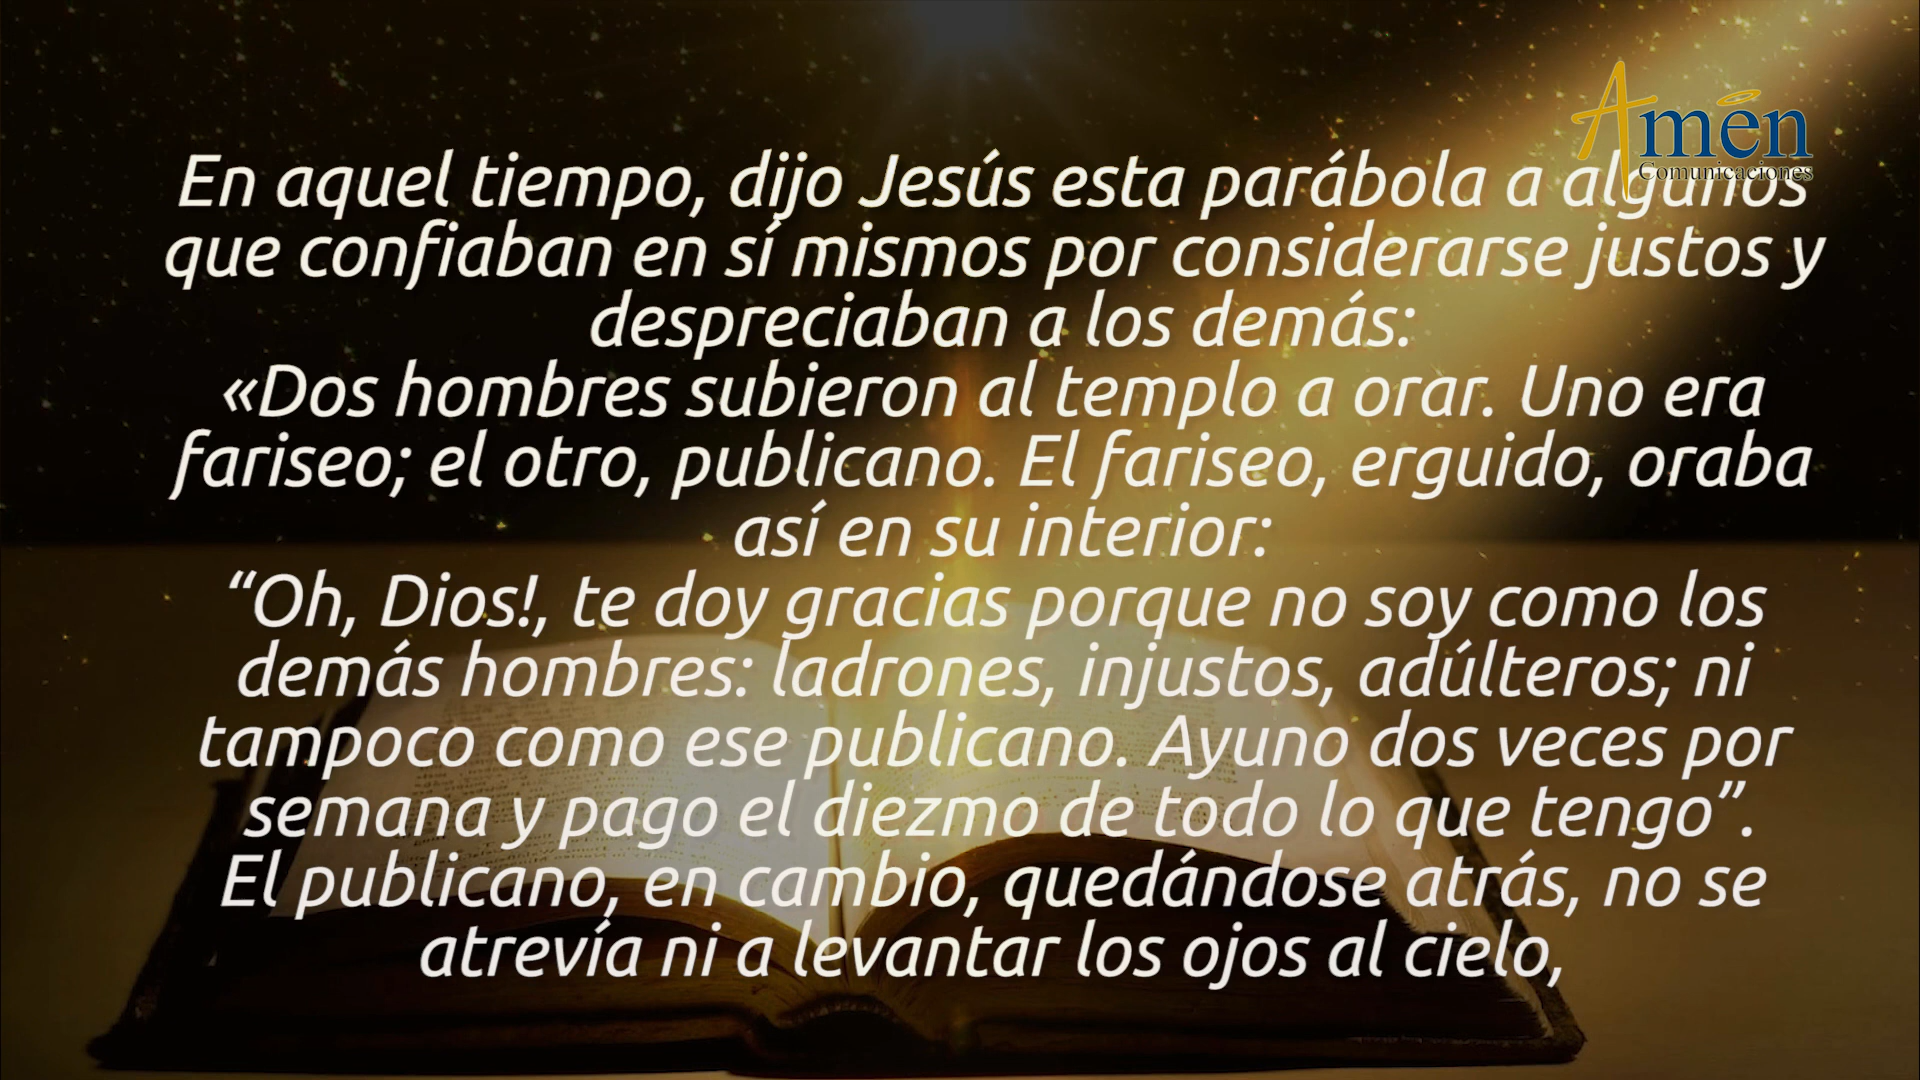 Amén
Comunicaciones
En aquel tiempo, dijo Jesús esta parábola a algunos
que confiaban en sí mismos por considerarse justos y
despreciaban a los demás:
«Dos hombres subieron al templo a orar. Uno era
fariseo; el otro, publicano. El fariseo, erguido, oraba
así en su interior:
“Oh, Dios!, te doy gracias porque no soy como los
demás hombres: ladrones, injustos, adúlteros; ni
tampoco como ese publicano. Ayuno dos veces por
semana y pago el diezmo de todo lo que tengo”.
El publicano, en cambio, quedándose atrás, no se
atrevía ni a levantar los ojos al cielo,